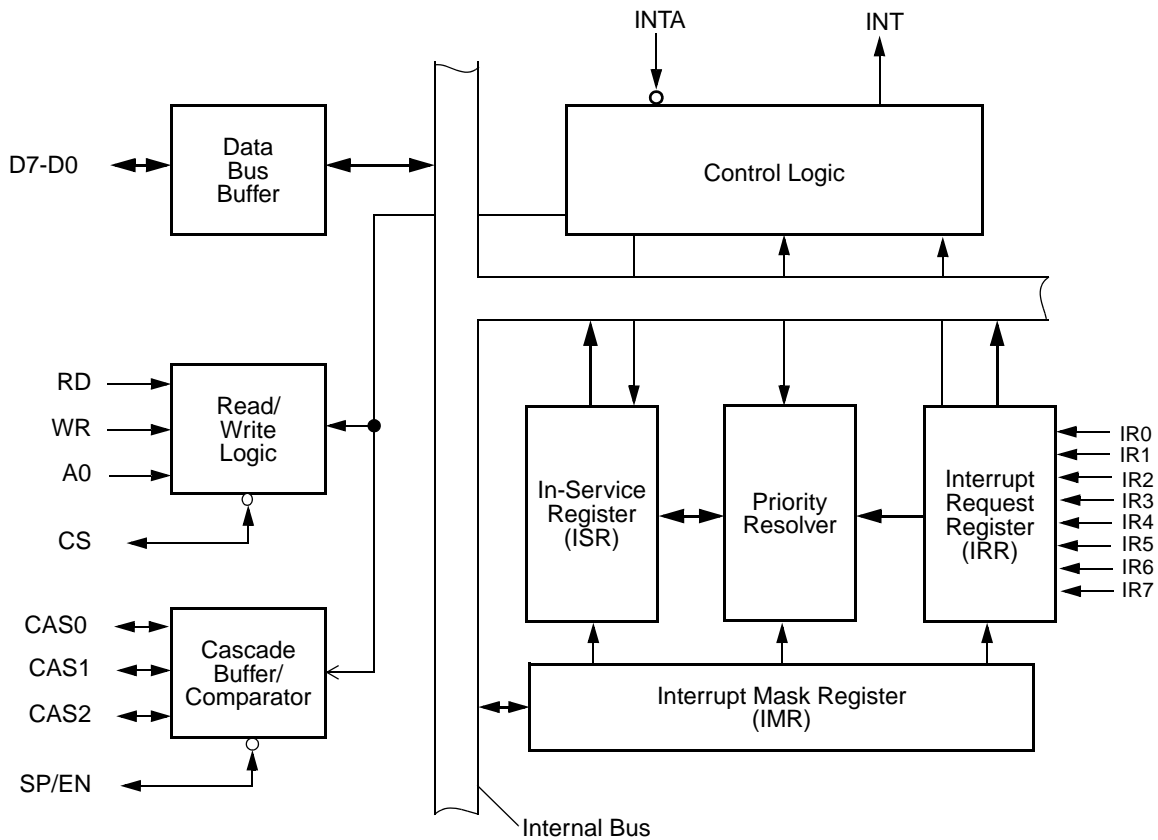 INTA
INT
D7-D0
Data
Bus
Buffer
Control Logic
RD
WR
A0
CS
Read/
Write
Logic
In-Service
Register
(ISR)
Priority
Resolver
Interrupt
Request
Register
(IRR)
IR0
IR1
IR2
IR3
IR4
IR5
IR6
IR7
CAS0
CAS1
CAS2
SP/EN
Cascade
Buffer/
Comparator
Interrupt Mask Register
(IMR)
Internal Bus